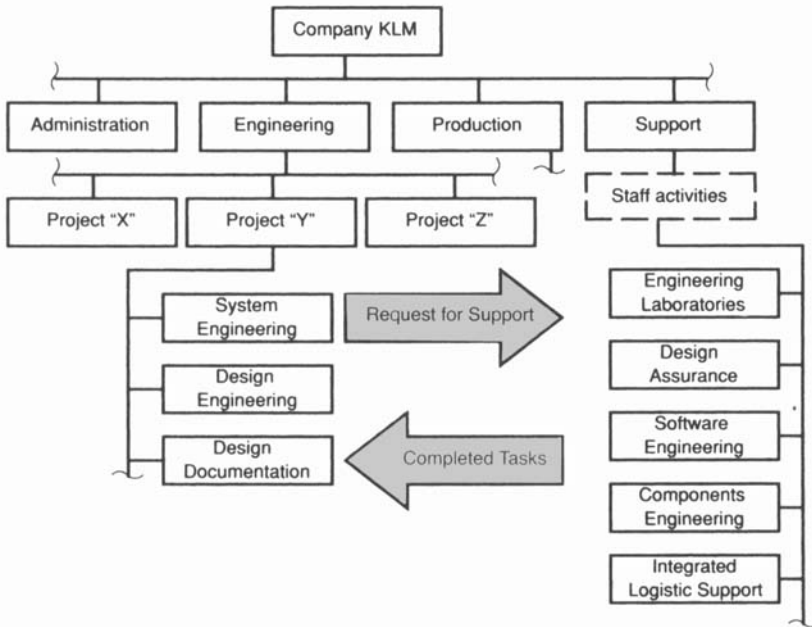 Company KLM
Administration
Engineering
Production
Support
Staff activities
Project “X”
Project “Y”
Project “Z”
System
Engineering
Request for Support
Engineering
Laboratories
Design
Engineering
Design
Assurance
Design
Documentation
Completed Tasks
Software
Engineering
Components
Engineering
Integrated
Logistic Support